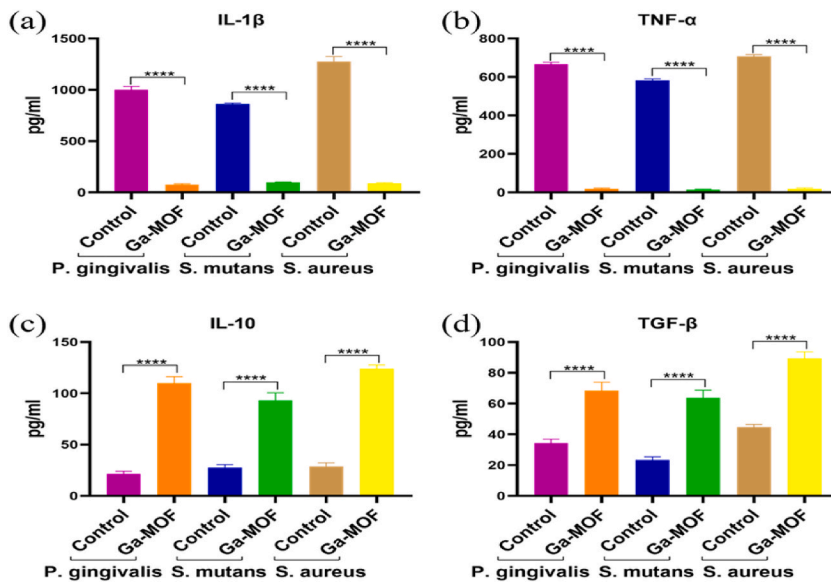 (a) IL-1β
1500
1000
500
0
pg/ml
**** **** ****
Control Ga-MOF Control Ga-MOF Control Ga-MOF
P. gingivalis S. mutans S. aureus
(b) TNF-α
800
600
400
200
0
pg/ml
**** **** ****
Control Ga-MOF Control Ga-MOF Control Ga-MOF
P. gingivalis S. mutans S. aureus
(c) IL-10
150
100
50
0
pg/ml
**** **** ****
Control Ga-MOF Control Ga-MOF Control Ga-MOF
P. gingivalis S. mutans S. aureus
(d) TGF-β
100
80
60
40
20
0
pg/ml
**** **** ****
Control Ga-MOF Control Ga-MOF Control Ga-MOF
P. gingivalis S. mutans S. aureus